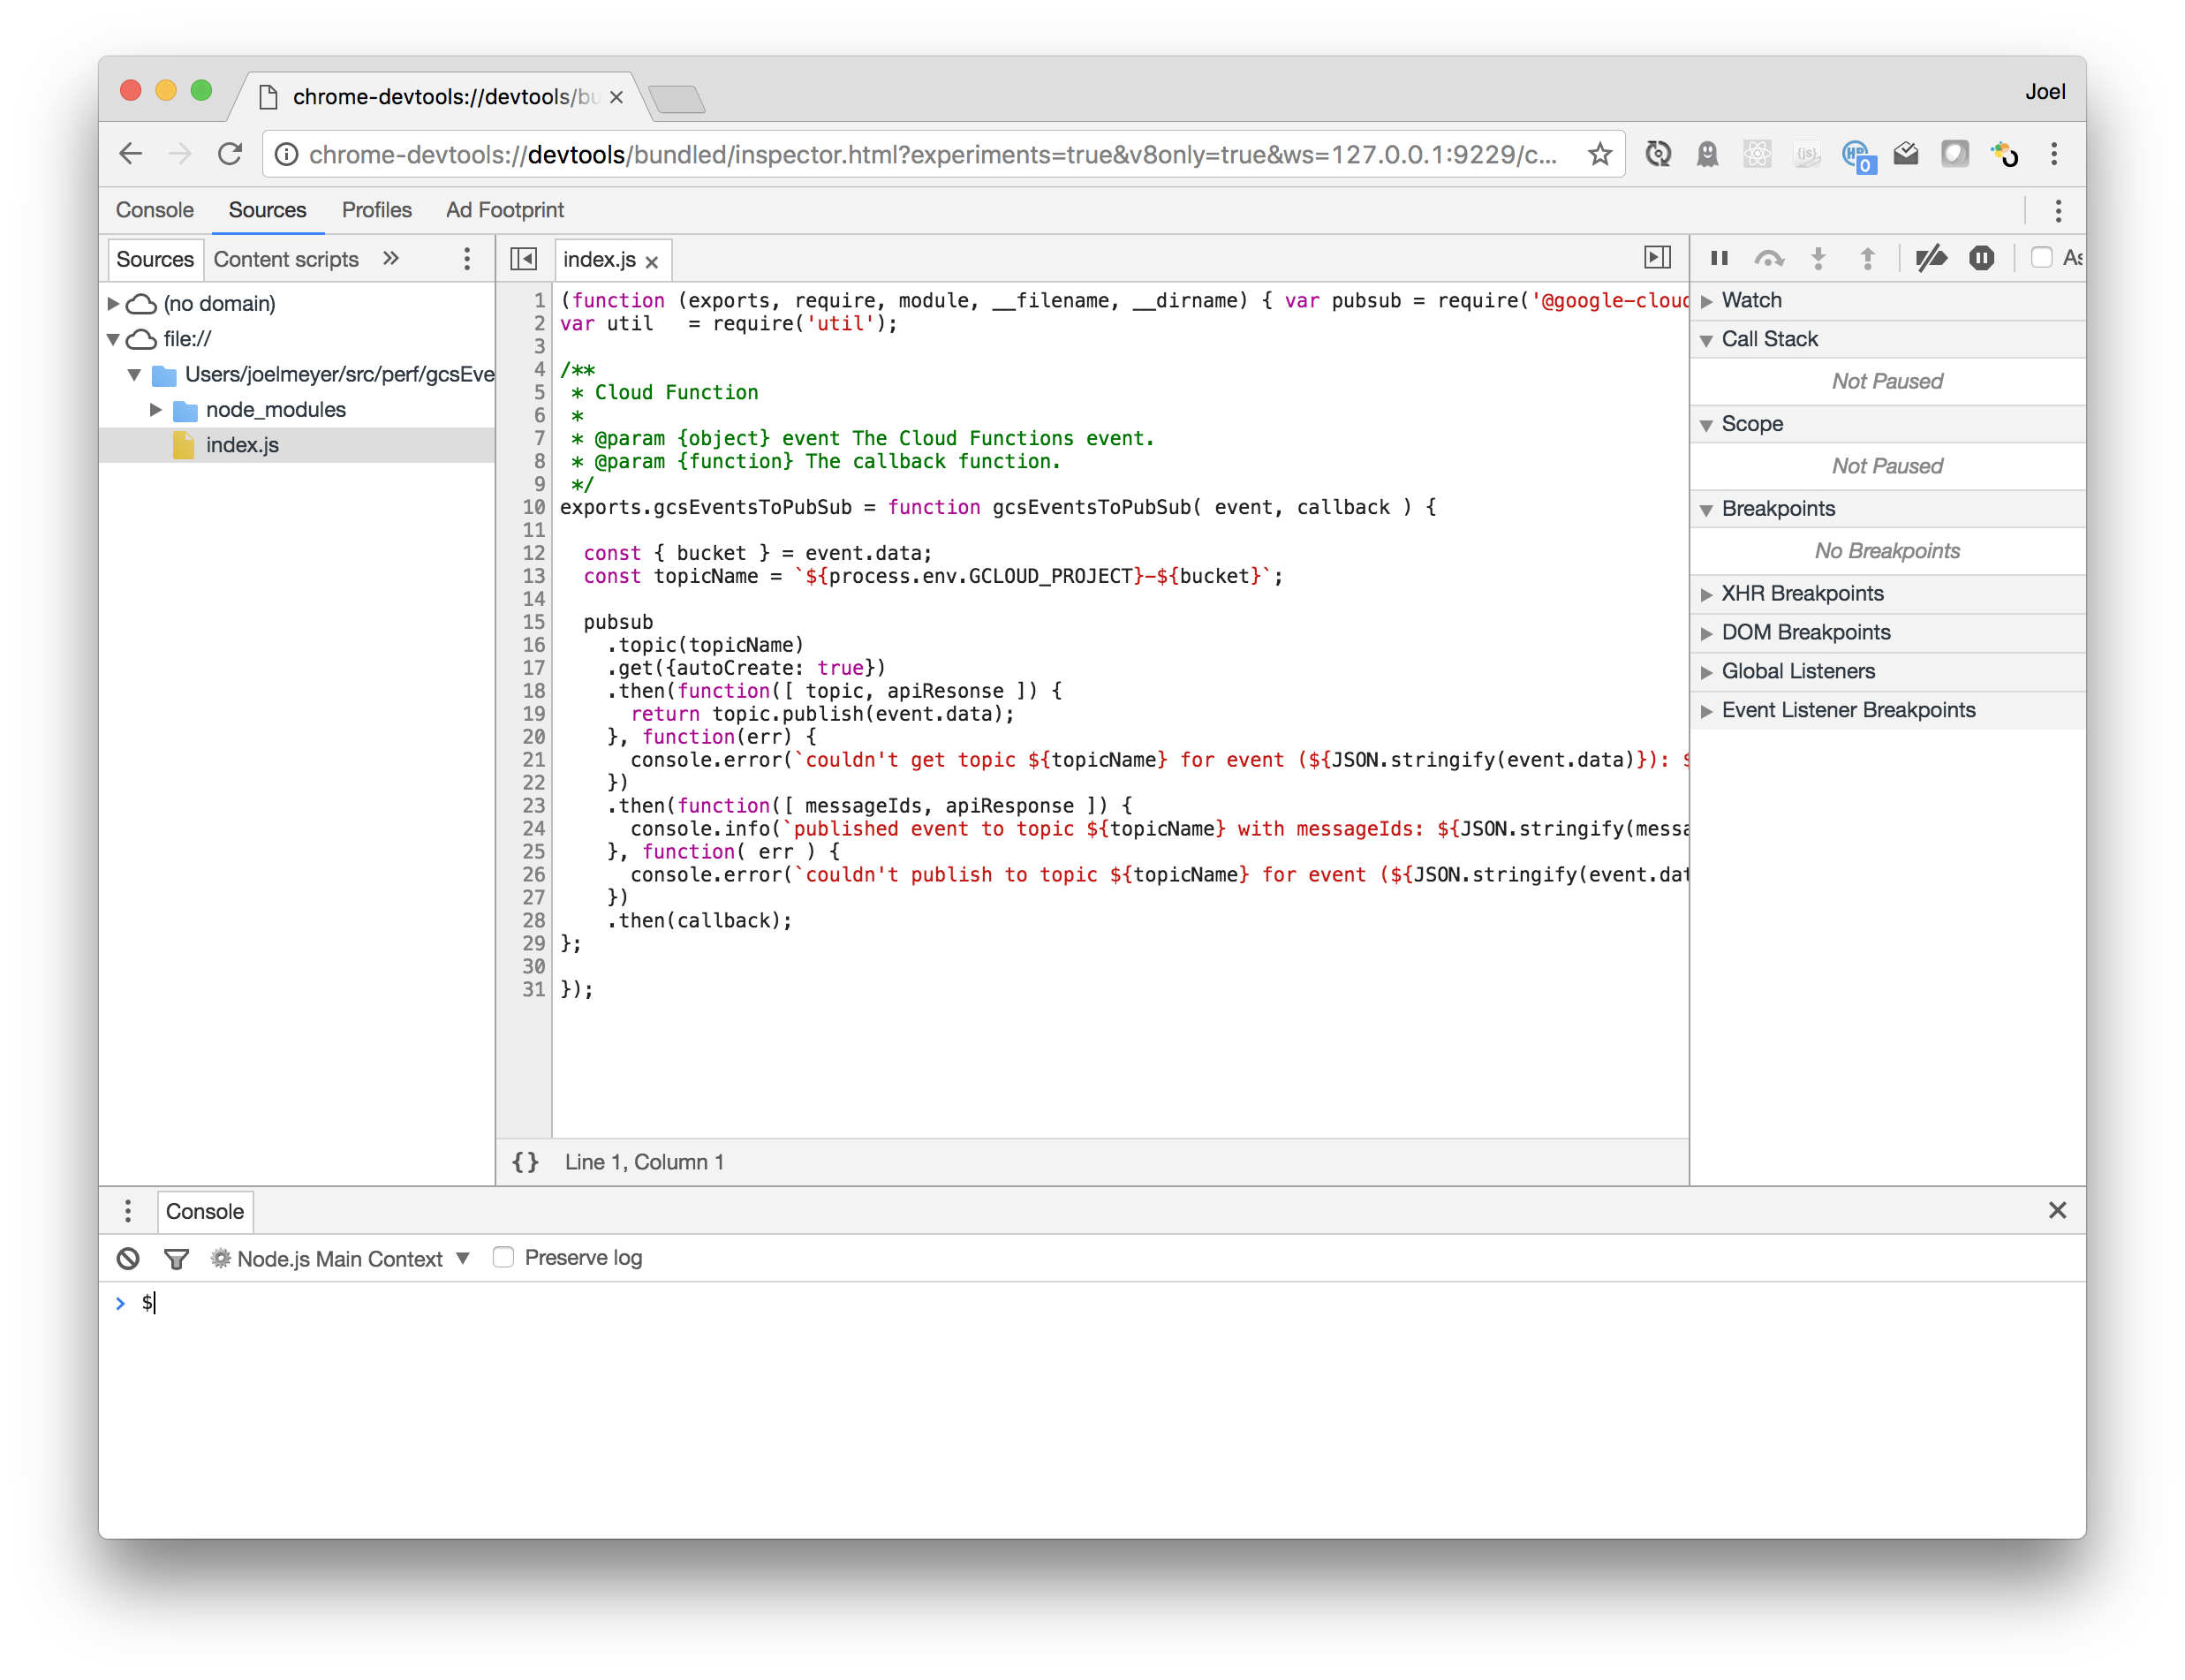 chrome-devtools://devtools/bu
Joel
chrome-devtools://devtools/bundled/inspector.html?experiments=true&v8only=true&ws=127.0.0.1:9229/c...
Console Sources Profiles Ad Footprint
Sources Content scripts »
(no domain)
file://
Users/joelmeyer/src/perf/gcsEve
node_modules
index.js
index.js
1 (function (exports, require, module, __filename, __dirname) { var pubsub = require('@google-cloud
2 var util   = require('util');
3
4 /**
5  * Cloud Function
6  *
7  * @param {object} event The Cloud Functions event.
8  * @param {function} The callback function.
9  */
10 exports.gcsEventsToPubSub = function gcsEventsToPubSub( event, callback ) {
11
12   const { bucket } = event.data;
13   const topicName = `${process.env.GCLOUD_PROJECT}-${bucket}`;
14
15   pubsub
16     .topic(topicName)
17     .get({autoCreate: true})
18     .then(function([ topic, apiResonse ]) {
19       return topic.publish(event.data);
20     }, function(err) {
21       console.error(`couldn't get topic ${topicName} for event (${JSON.stringify(event.data)}): $
22     })
23     .then(function([ messageIds, apiResponse ]) {
24       console.info(`published event to topic ${topicName} with messageIds: ${JSON.stringify(messa
25     }, function( err ) {
26       console.error(`couldn't publish to topic ${topicName} for event (${JSON.stringify(event.dat
27     })
28     .then(callback);
29 };
30
31 });
{} Line 1, Column 1
As
Watch
Call Stack
Not Paused
Scope
Not Paused
Breakpoints
No Breakpoints
XHR Breakpoints
DOM Breakpoints
Global Listeners
Event Listener Breakpoints
Console
Node.js Main Context ▼ Preserve log
> $